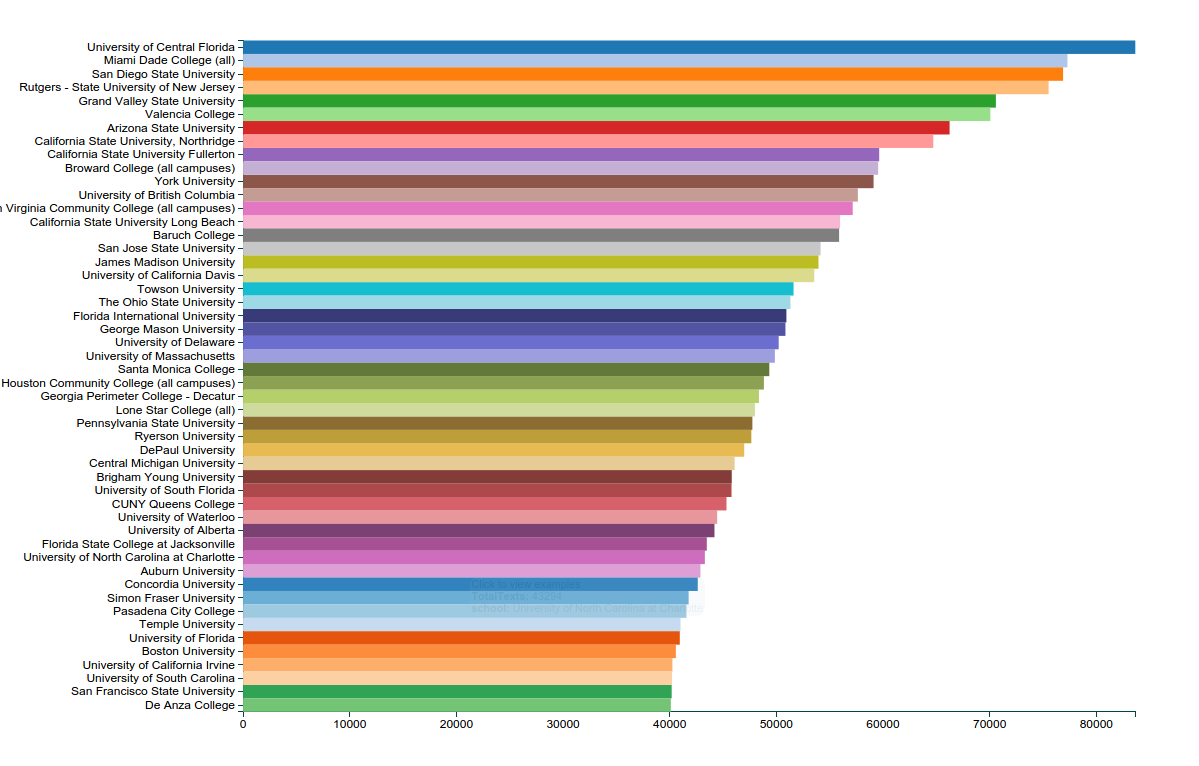 University of Central Florida
Miami Dade College (all)
San Diego State University
Rutgers - State University of New Jersey
Grand Valley State University
Valencia College
Arizona State University
California State University, Northridge
California State University Fullerton
Broward College (all campuses)
York University
University of British Columbia
Virginia Community College (all campuses)
California State University Long Beach
Baruch College
San Jose State University
James Madison University
University of California Davis
Towson University
The Ohio State University
Florida International University
George Mason University
University of Delaware
University of Massachusetts
Santa Monica College
Houston Community College (all campuses)
Georgia Perimeter College - Decatur
Lone Star College (all)
Pennsylvania State University
Ryerson University
DePaul University
Central Michigan University
Brigham Young University
University of South Florida
CUNY Queens College
University of Waterloo
University of Alberta
Florida State College at Jacksonville
University of North Carolina at Charlotte
Auburn University
Concordia University
Click to view examples
Simon Fraser University
TotalTexts: 43294
Pasadena City College
school: University of North Carolina at Charlotte
Temple University
University of Florida
Boston University
University of California Irvine
University of South Carolina
San Francisco State University
De Anza College
0 10000 20000 30000 40000 50000 60000 70000 80000